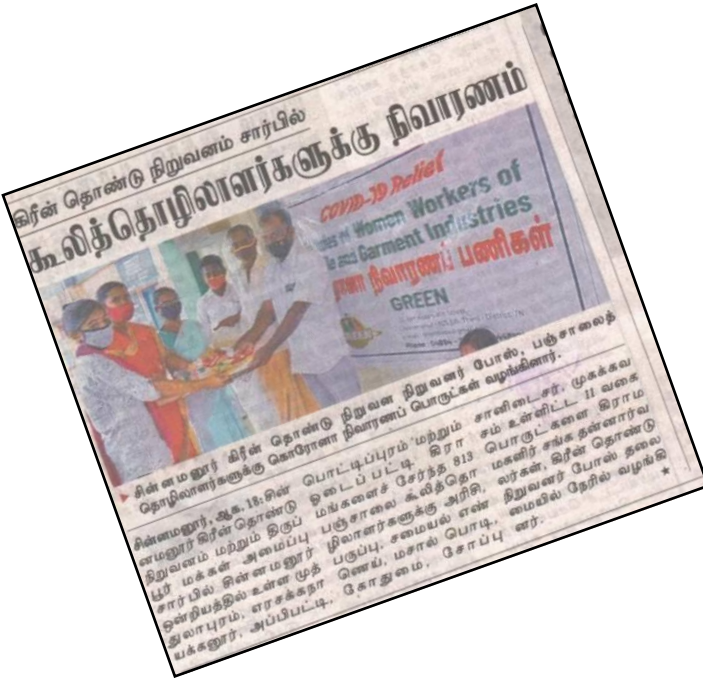 கிரீன் தொண்டு நிறுவனம் சார்பில்
கூலித்தொழிலாளர்களுக்கு நிவாரணம்
COVID-19 Relief
Women Workers of
Garment Industries
நிவாரணப் பணிகள்
GREEN
சின்னமனூர் கிரீன் தொண்டு நிறுவன நிறுவனர் போஸ், பஞ்சாலைத்
தொழிலாளர்களுக்கு கொரோனா நிவாரணப் பொருட்கள் வழங்கினார்.
சின்னமனூர், ஆக.18: சின்
னமனூர் கிரீன் தொண்டு
நிறுவனம் மற்றும் திருப்
பூர் மக்கள் அமைப்பு
சார்பில் சின்னமனூர்
ஒன்றியத்தில் உள்ள முத்
துலாபுரம், எரசக்கநா
யக்கனூர், அப்பிபட்டி,
பொட்டிப்புரம் மற்றும்
ஓடைப்பட்டி கிரா
மங்களைச் சேர்ந்த 813
பஞ்சாலை கூலித்தொ
ழிலாளர்களுக்கு அரிசி,
பருப்பு, சமையல் எண்
ணெய், மசால் பொடி,
கோதுமை, சோப்பு
சானிடைசர், முகக்கவ
சம் உள்ளிட்ட 11 வகை
பொருட்களை கிராம
மகளிர் சங்க தன்னார்வ
லர்கள், கிரீன் தொண்டு
நிறுவனர் போஸ் தலை
மையில் நேரில் வழங்கி
னர்.